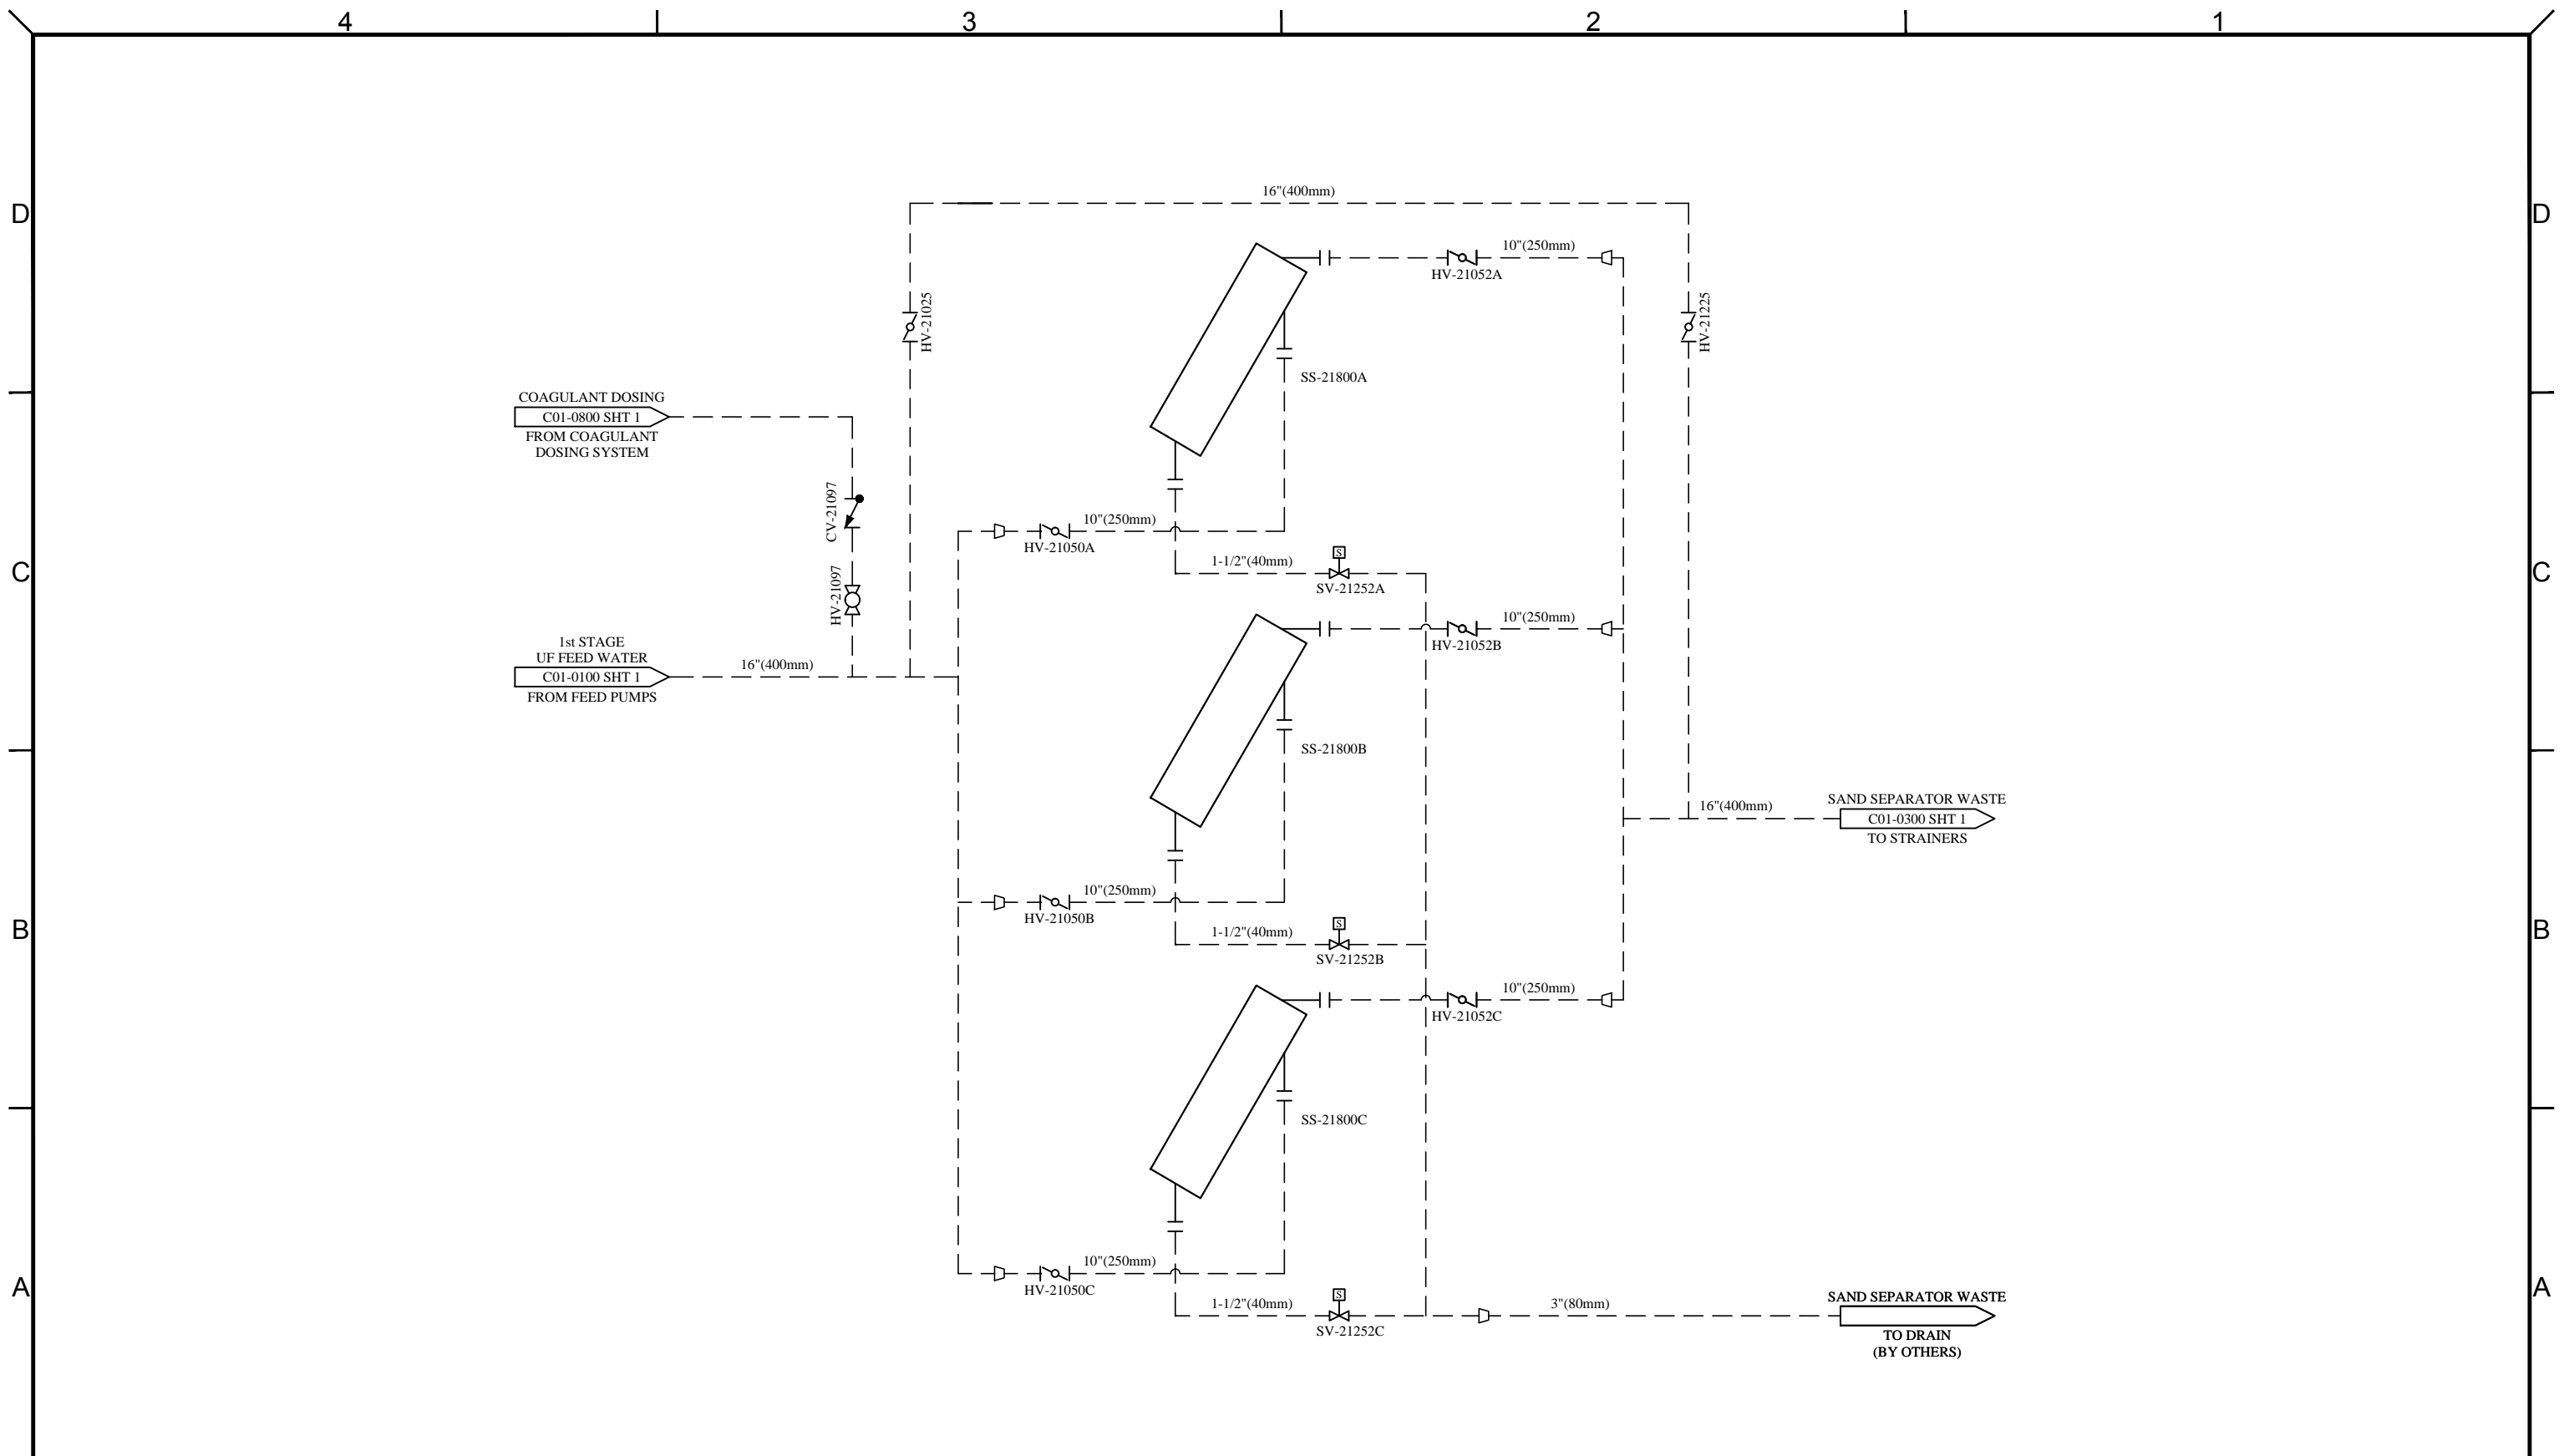 4 3 2 1
D D
16"(400mm)
10"(250mm)
HV-21052A
HV-21025
HV-21225
SS-21800A
COAGULANT DOSING
C01-0800 SHT 1
FROM COAGULANT
DOSING SYSTEM
CV-21097
10"(250mm)
HV-21050A
1-1/2"(40mm)
S
SV-21252A
C C
HV-21097
10"(250mm)
HV-21052B
1st STAGE
UF FEED WATER
C01-0100 SHT 1
FROM FEED PUMPS
16"(400mm)
SS-21800B
16"(400mm)
SAND SEPARATOR WASTE
C01-0300 SHT 1
TO STRAINERS
10"(250mm)
HV-21050B
B B
1-1/2"(40mm)
S
SV-21252B
10"(250mm)
HV-21052C
SS-21800C
10"(250mm)
HV-21050C
A A
1-1/2"(40mm)
S
SV-21252C
3"(80mm)
SAND SEPARATOR WASTE
TO DRAIN
(BY OTHERS)